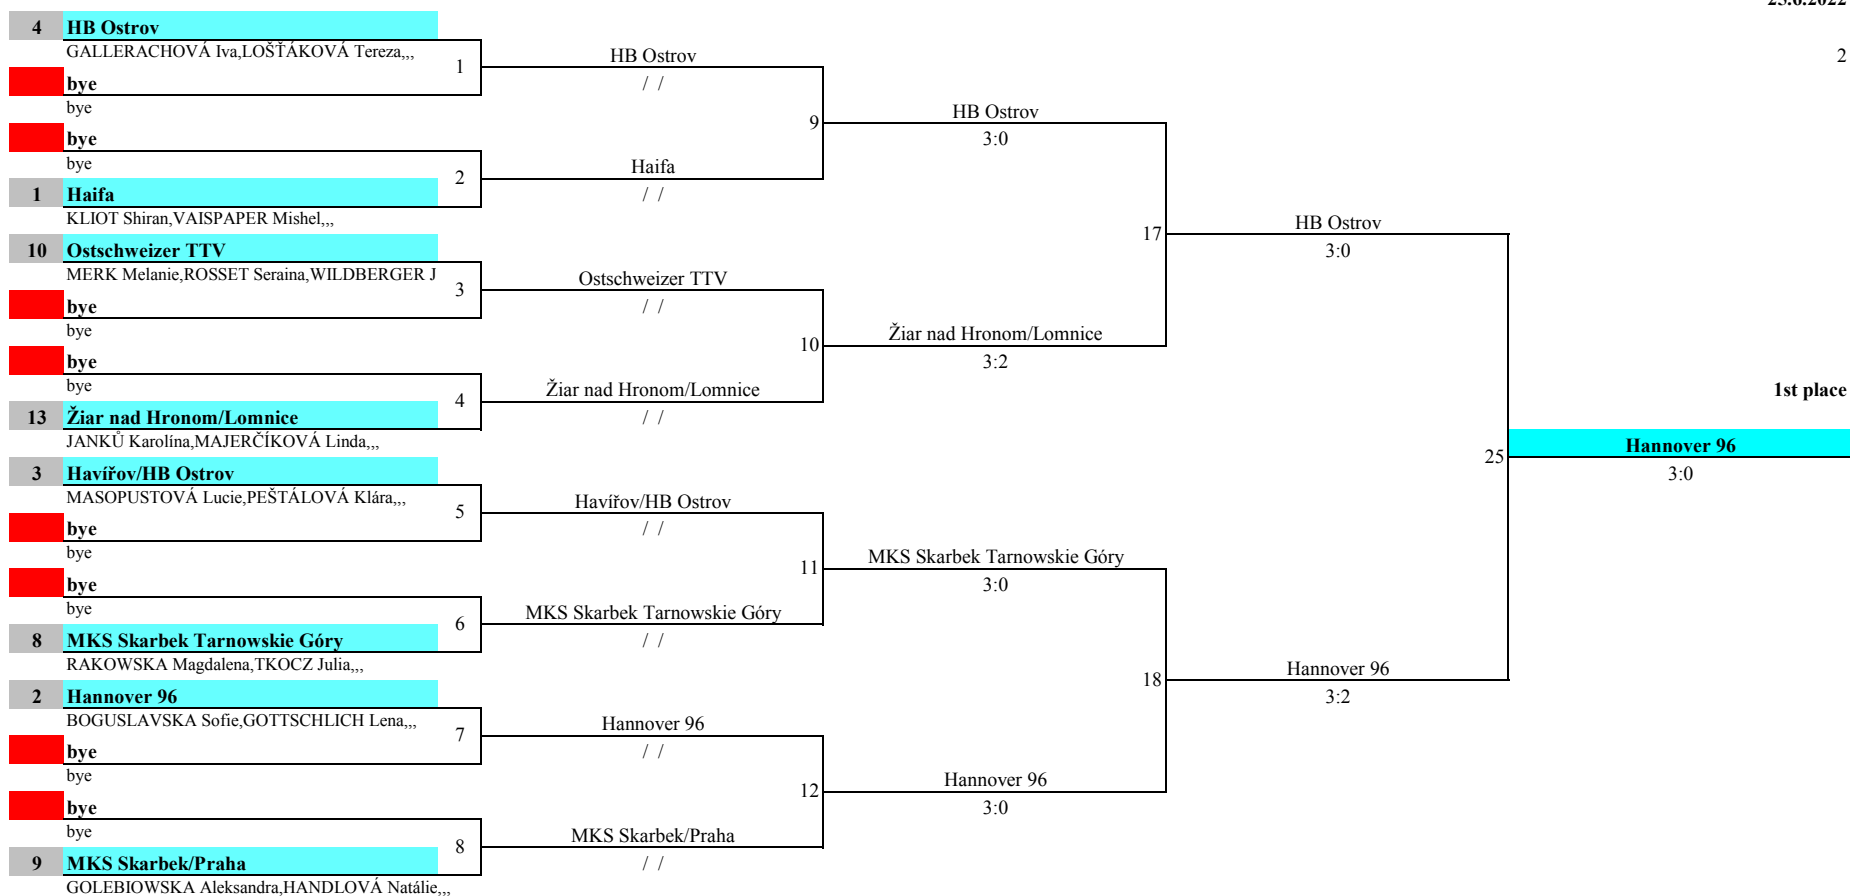 23.6.2022
4 HB Ostrov
GALLERACHOVÁ Iva,LOŠŤÁKOVÁ Tereza,,,
1
HB Ostrov
/ /
2
bye
bye
bye
bye
2
Haifa
/ /
9
HB Ostrov
3:0
1 Haifa
KLIOT Shiran,VAISPAPER Mishel,,,
10 Ostschweizer TTV
MERK Melanie,ROSSET Seraina,WILDBERGER J
3
Ostschweizer TTV
/ /
17
HB Ostrov
3:0
bye
bye
bye
bye
4
Žiar nad Hronom/Lomnice
/ /
10
Žiar nad Hronom/Lomnice
3:2
13 Žiar nad Hronom/Lomnice
JANKŮ Karolína,MAJERČÍKOVÁ Linda,,,
1st place
25
Hannover 96
3:0
3 Havířov/HB Ostrov
MASOPUSTOVÁ Lucie,PEŠTÁLOVÁ Klára,,,
5
Havířov/HB Ostrov
/ /
bye
bye
bye
bye
6
MKS Skarbek Tarnowskie Góry
/ /
11
MKS Skarbek Tarnowskie Góry
3:0
8 MKS Skarbek Tarnowskie Góry
RAKOWSKA Magdalena,TKOCZ Julia,,,
2 Hannover 96
BOGUSLAVSKA Sofie,GOTTSCHLICH Lena,,,
7
Hannover 96
/ /
18
Hannover 96
3:2
bye
bye
bye
bye
8
MKS Skarbek/Praha
/ /
12
Hannover 96
3:0
9 MKS Skarbek/Praha
GOLEBIOWSKA Aleksandra,HANDLOVÁ Natálie,,,